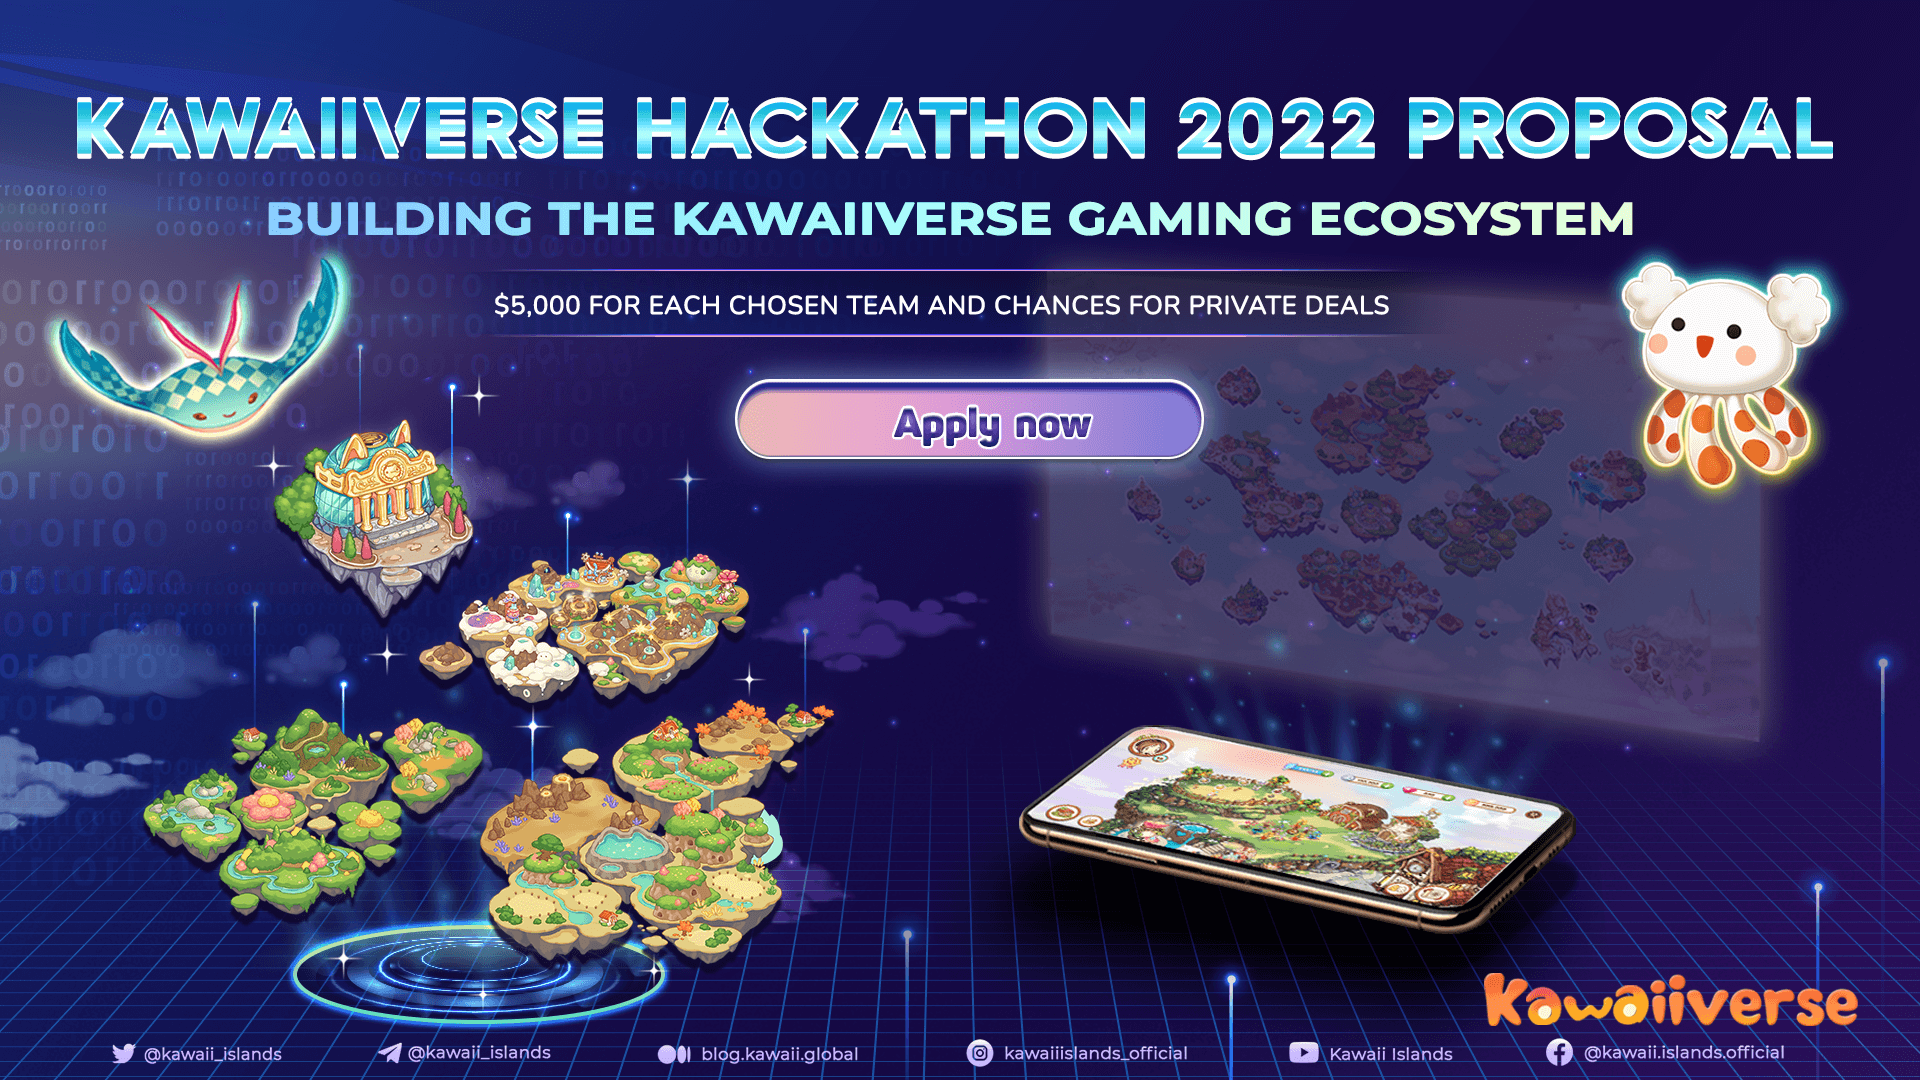 KAWAIIVERSE HACKATHON 2022 PROPOSAL
BUILDING THE KAWAIIVERSE GAMING ECOSYSTEM
$5,000 FOR EACH CHOSEN TEAM AND CHANCES FOR PRIVATE DEALS
Apply now
Kawaiiverse
@kawaii_islands
@kawaii_islands
blog.kawaii.global
kawaiiislands_official
Kawaii Islands
@kawaii.islands.official